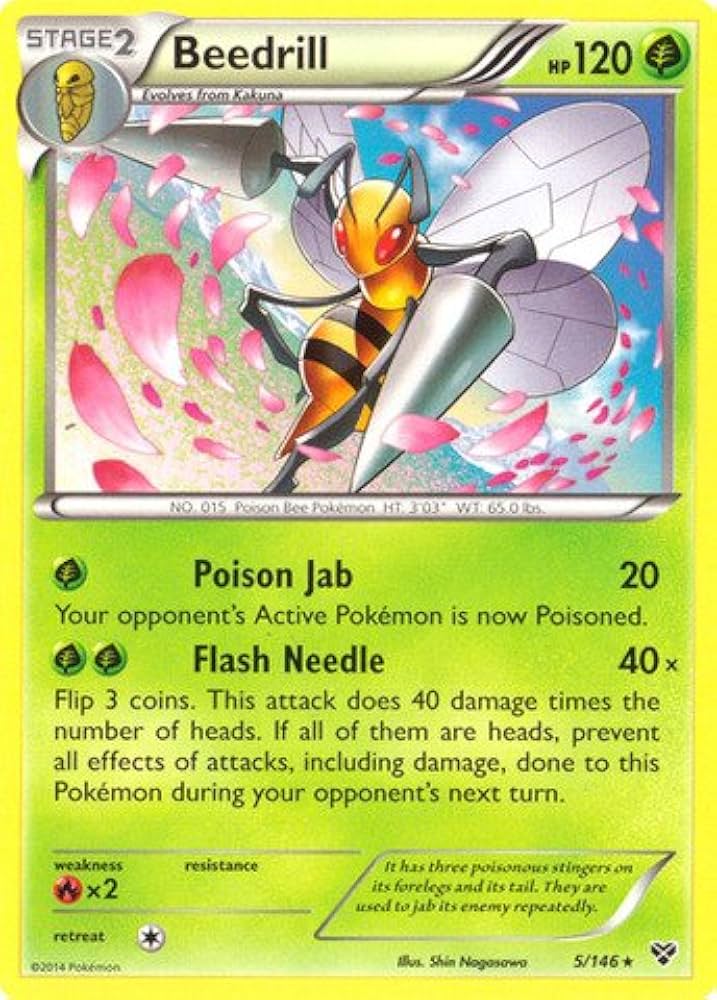 STAGE2
Beedrill
HP 120
Evolves from Kakuna
NO. 015 Poison Bee Pokémon HT: 3'03" WT: 65.0 lbs.
Poison Jab 20
Your opponent's Active Pokémon is now Poisoned.
Flash Needle 40×
Flip 3 coins. This attack does 40 damage times the
number of heads. If all of them are heads, prevent
all effects of attacks, including damage, done to this
Pokémon during your opponent's next turn.
weakness resistance
×2
It has three poisonous stingers on
its forelegs and its tail. They are
used to jab its enemy repeatedly.
retreat
©2014 Pokémon Illus. Shin Nagasawa 5/146 ★